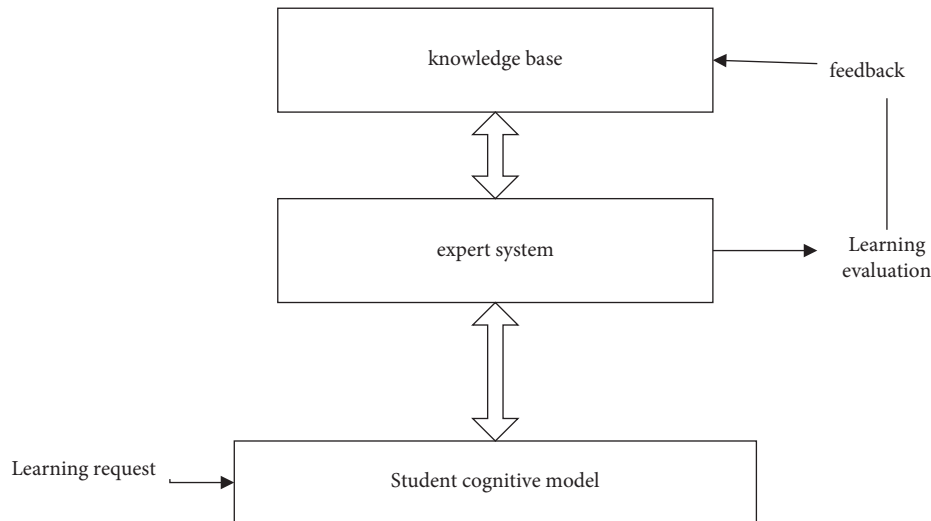 knowledge base
feedback
expert system
Learning
evaluation
Learning request
Student cognitive model